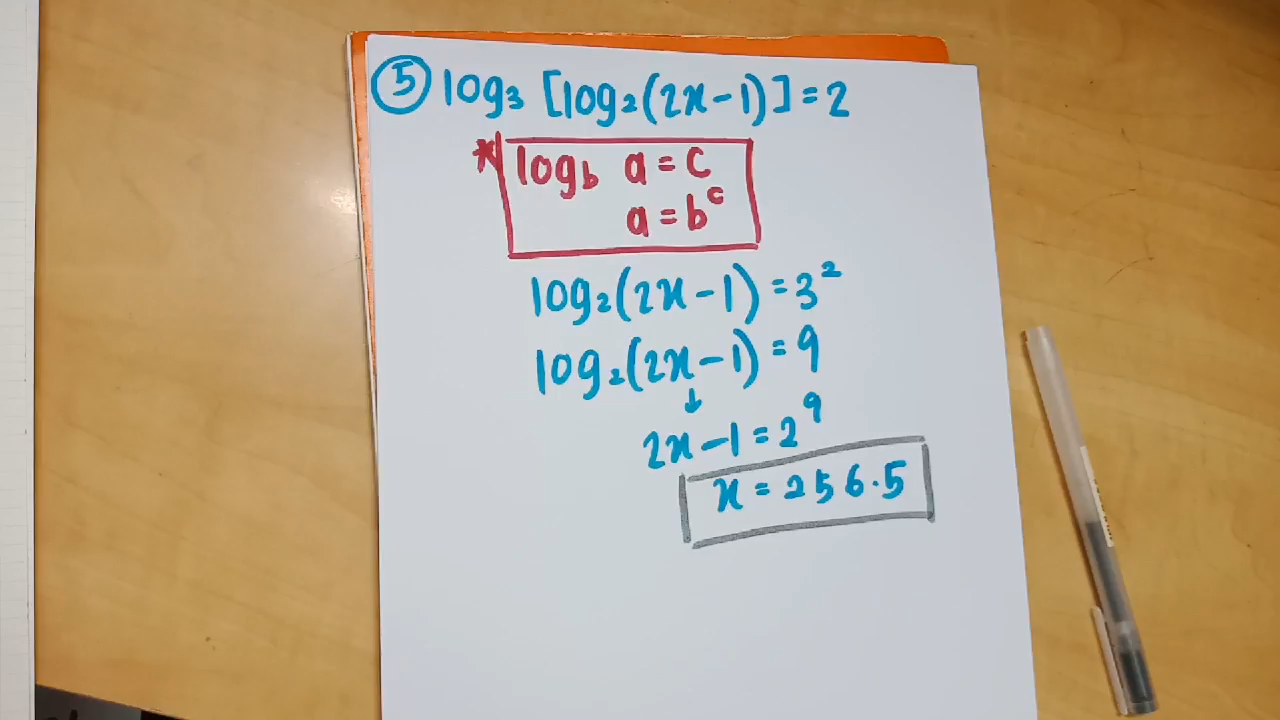 ⑤ log₃ [log₂(2x-1)] = 2
* log_b a = c
a = b^c
log₂(2x-1) = 3²
log₂(2x-1) = 9
↓
2x-1 = 2⁹
x = 256.5